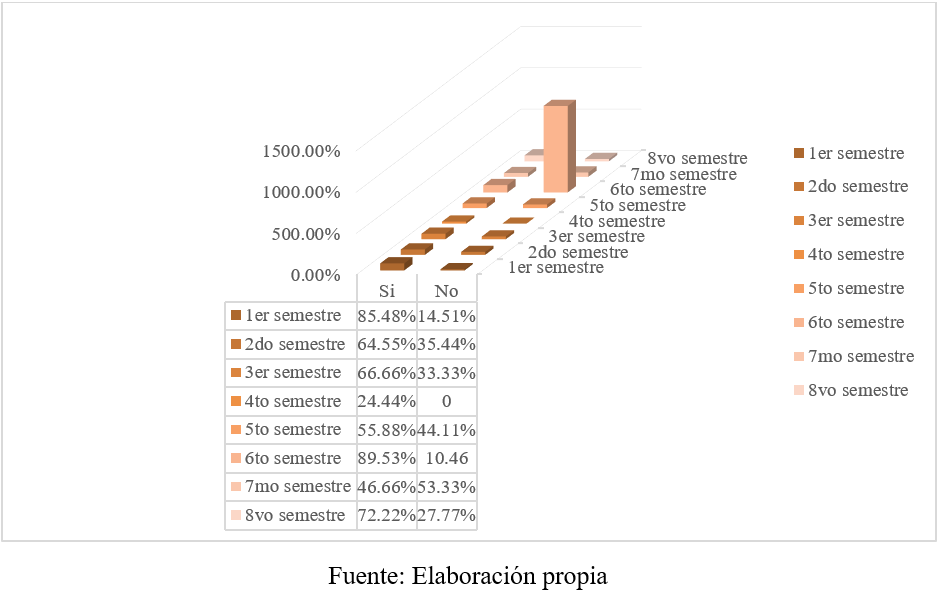 1500.00%
1000.00%
500.00%
0.00%
8vo semestre
7mo semestre
6to semestre
5to semestre
4to semestre
3er semestre
2do semestre
1er semestre
Si No
1er semestre 85.48% 14.51%
2do semestre 64.55% 35.44%
3er semestre 66.66% 33.33%
4to semestre 24.44% 0
5to semestre 55.88% 44.11%
6to semestre 89.53% 10.46
7mo semestre 46.66% 53.33%
8vo semestre 72.22% 27.77%
1er semestre
2do semestre
3er semestre
4to semestre
5to semestre
6to semestre
7mo semestre
8vo semestre
Fuente: Elaboración propia